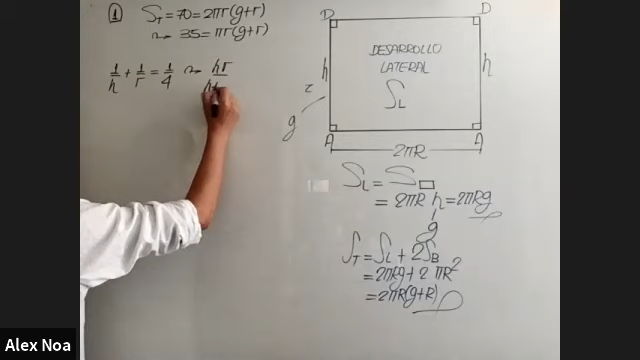 ① S_T = 70 = 2πr(g+r)
~ 35 = πr(g+r)
1/h + 1/r = 1/4 ~ hr/h+
D D
h DESARROLLO h
LATERAL
S_L
g
A A
2πR
S_L = S▭
= 2πR h = 2πRg
g
S_T = S_L + 2S_B
= 2πRg + 2πR²
= 2πR(g+R)
Alex Noa